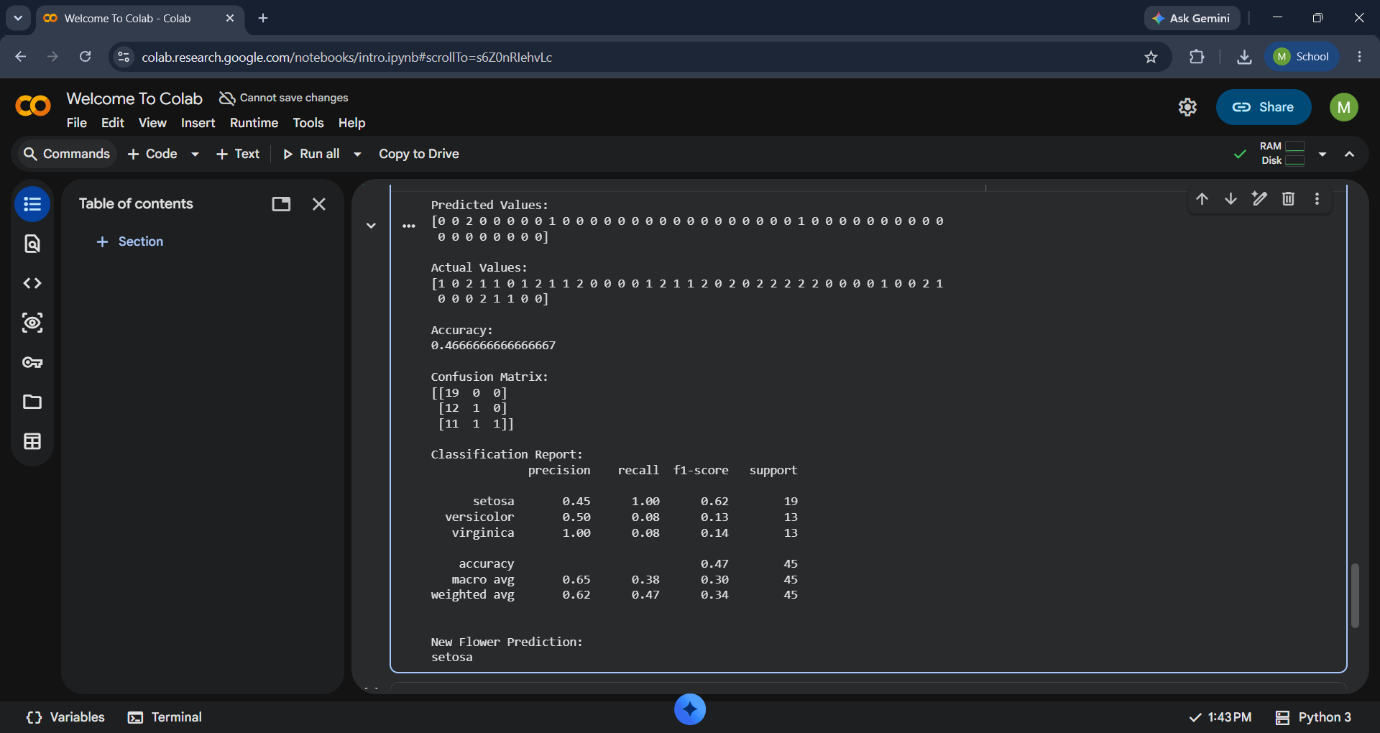 Welcome To Colab - Colab
Ask Gemini
colab.research.google.com/notebooks/intro.ipynb#scrollTo=s6Z0nRlehvLc
M School
Welcome To Colab Cannot save changes
File Edit View Insert Runtime Tools Help
Share
M
Commands + Code + Text Run all Copy to Drive
RAM
Disk
Table of contents
+ Section
Predicted Values:
[0 0 2 0 0 0 0 0 1 0 0 0 0 0 0 0 0 0 0 0 0 0 0 0 0 0 1 0 0 0 0 0 0 0 0 0 0
0 0 0 0 0 0 0 0]
Actual Values:
[1 0 2 1 1 0 1 2 1 1 2 0 0 0 0 1 2 1 1 2 0 2 0 2 2 2 2 2 0 0 0 0 1 0 0 2 1
0 0 0 2 1 1 0 0]
Accuracy:
0.4666666666666667
Confusion Matrix:
[[19 0 0]
[12 1 0]
[11 1 1]]
Classification Report:
precision recall f1-score support
setosa 0.45 1.00 0.62 19
versicolor 0.50 0.08 0.13 13
virginica 1.00 0.08 0.14 13
accuracy 0.47 45
macro avg 0.65 0.38 0.30 45
weighted avg 0.62 0.47 0.34 45
New Flower Prediction:
setosa
{} Variables Terminal
1:43 PM Python 3